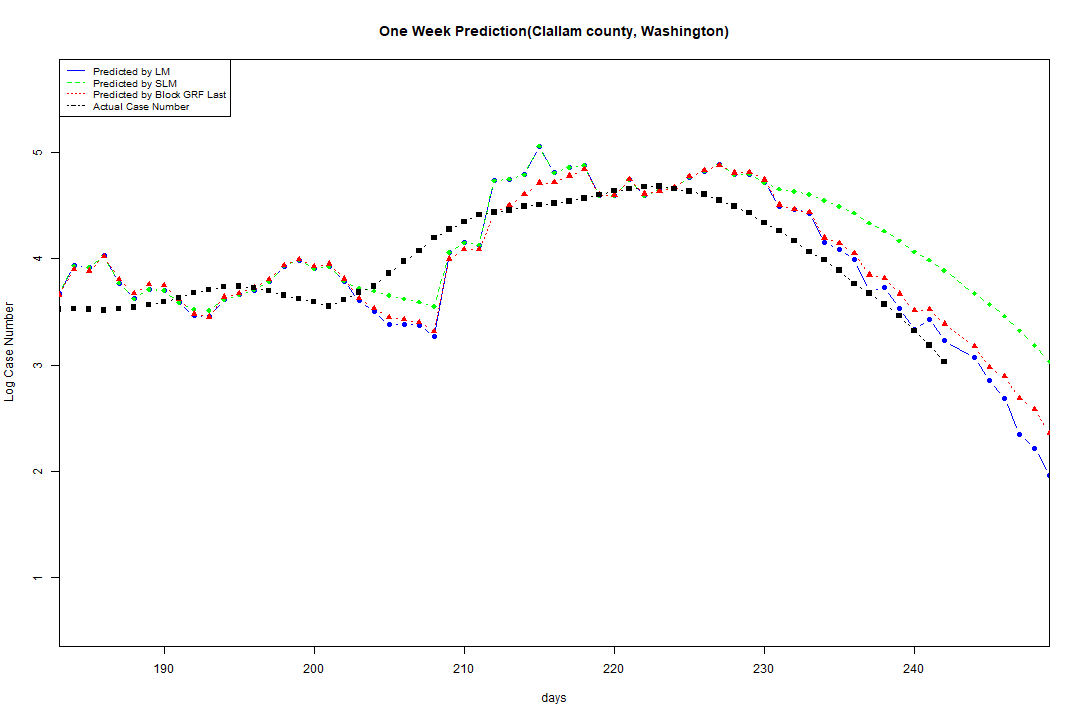 One Week Prediction(Clallam county, Washington)
Predicted by LM
Predicted by SLM
Predicted by Block GRF Last
Actual Case Number
5
4
3
2
1
Log Case Number
190 200 210 220 230 240
days